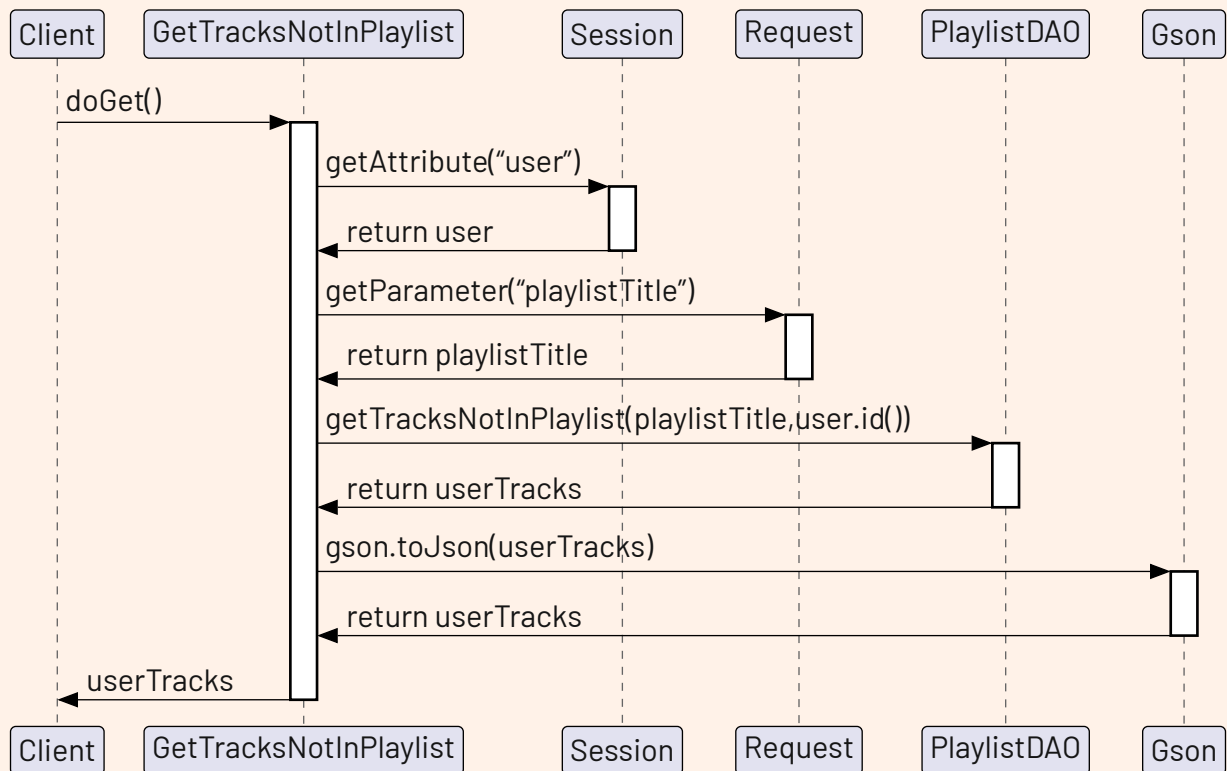 Client GetTracksNotInPlaylist Session Request PlaylistDAO Gson
doGet()
getAttribute(“user”)
return user
getParameter(“playlistTitle”)
return playlistTitle
getTracksNotInPlaylist(playlistTitle,user.id())
return userTracks
gson.toJson(userTracks)
return userTracks
userTracks
Client GetTracksNotInPlaylist Session Request PlaylistDAO Gson